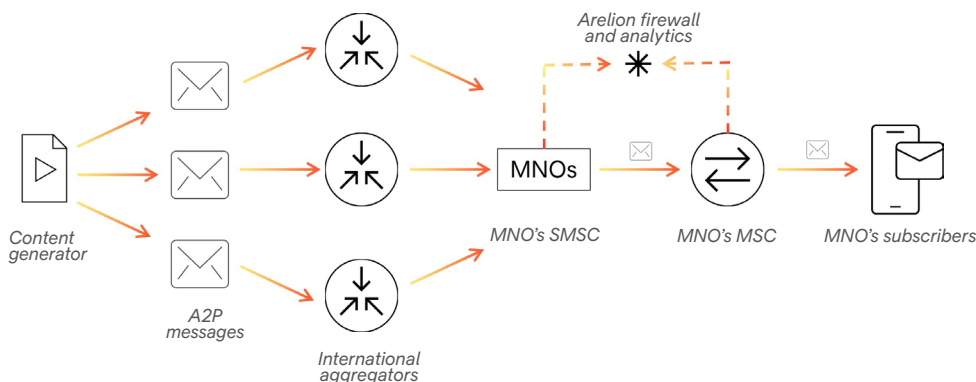 Arelion firewall
and analytics
MNOs
Content
generator
MNO's SMSC
MNO's MSC
MNO's subscribers
A2P
messages
International
aggregators